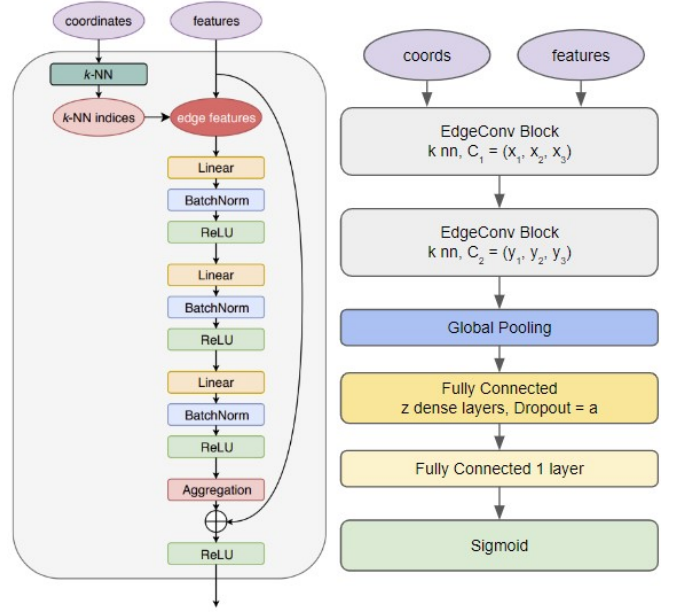 coordinates
features
k-NN
k-NN indices
edge features
Linear
BatchNorm
ReLU
Linear
BatchNorm
ReLU
Linear
BatchNorm
ReLU
Aggregation
ReLU
coords
features
EdgeConv Block
k nn, C₁ = (x₁, x₂, x₃)
EdgeConv Block
k nn, C₂ = (y₁, y₂, y₃)
Global Pooling
Fully Connected
z dense layers, Dropout = a
Fully Connected 1 layer
Sigmoid